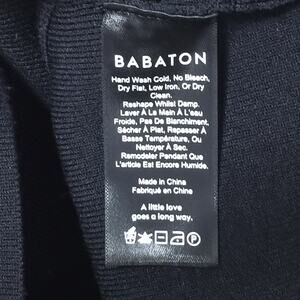 BABATON
Hand Wash Cold, No Bleach,
Dry Flat, Low Iron, Or Dry
Clean.
Reshape Whilst Damp.
Laver À La Main À L'eau
Froide, Pas De Blanchiment,
Sécher À Plat, Repasser À
Basse Température, Ou
Nettoyer À Sec.
Remodeler Pendant Que
L'article Est Encore Humide.
Made in China
Fabriqué en China
A little love
goes a long way.